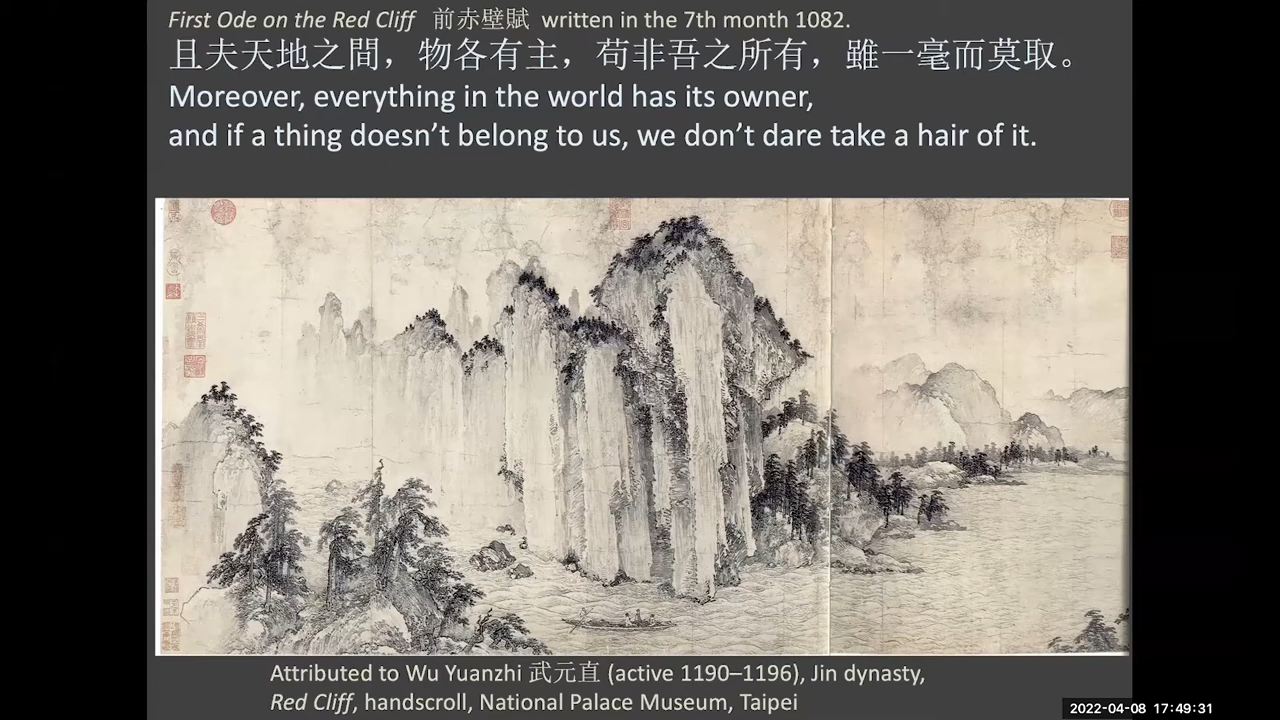 First Ode on the Red Cliff 前赤壁賦 written in the 7th month 1082.
且夫天地之間，物各有主，苟非吾之所有，雖一毫而莫取。
Moreover, everything in the world has its owner,
and if a thing doesn’t belong to us, we don’t dare take a hair of it.
Attributed to Wu Yuanzhi 武元直 (active 1190–1196), Jin dynasty,
Red Cliff, handscroll, National Palace Museum, Taipei
2022-04-08 17:49:31